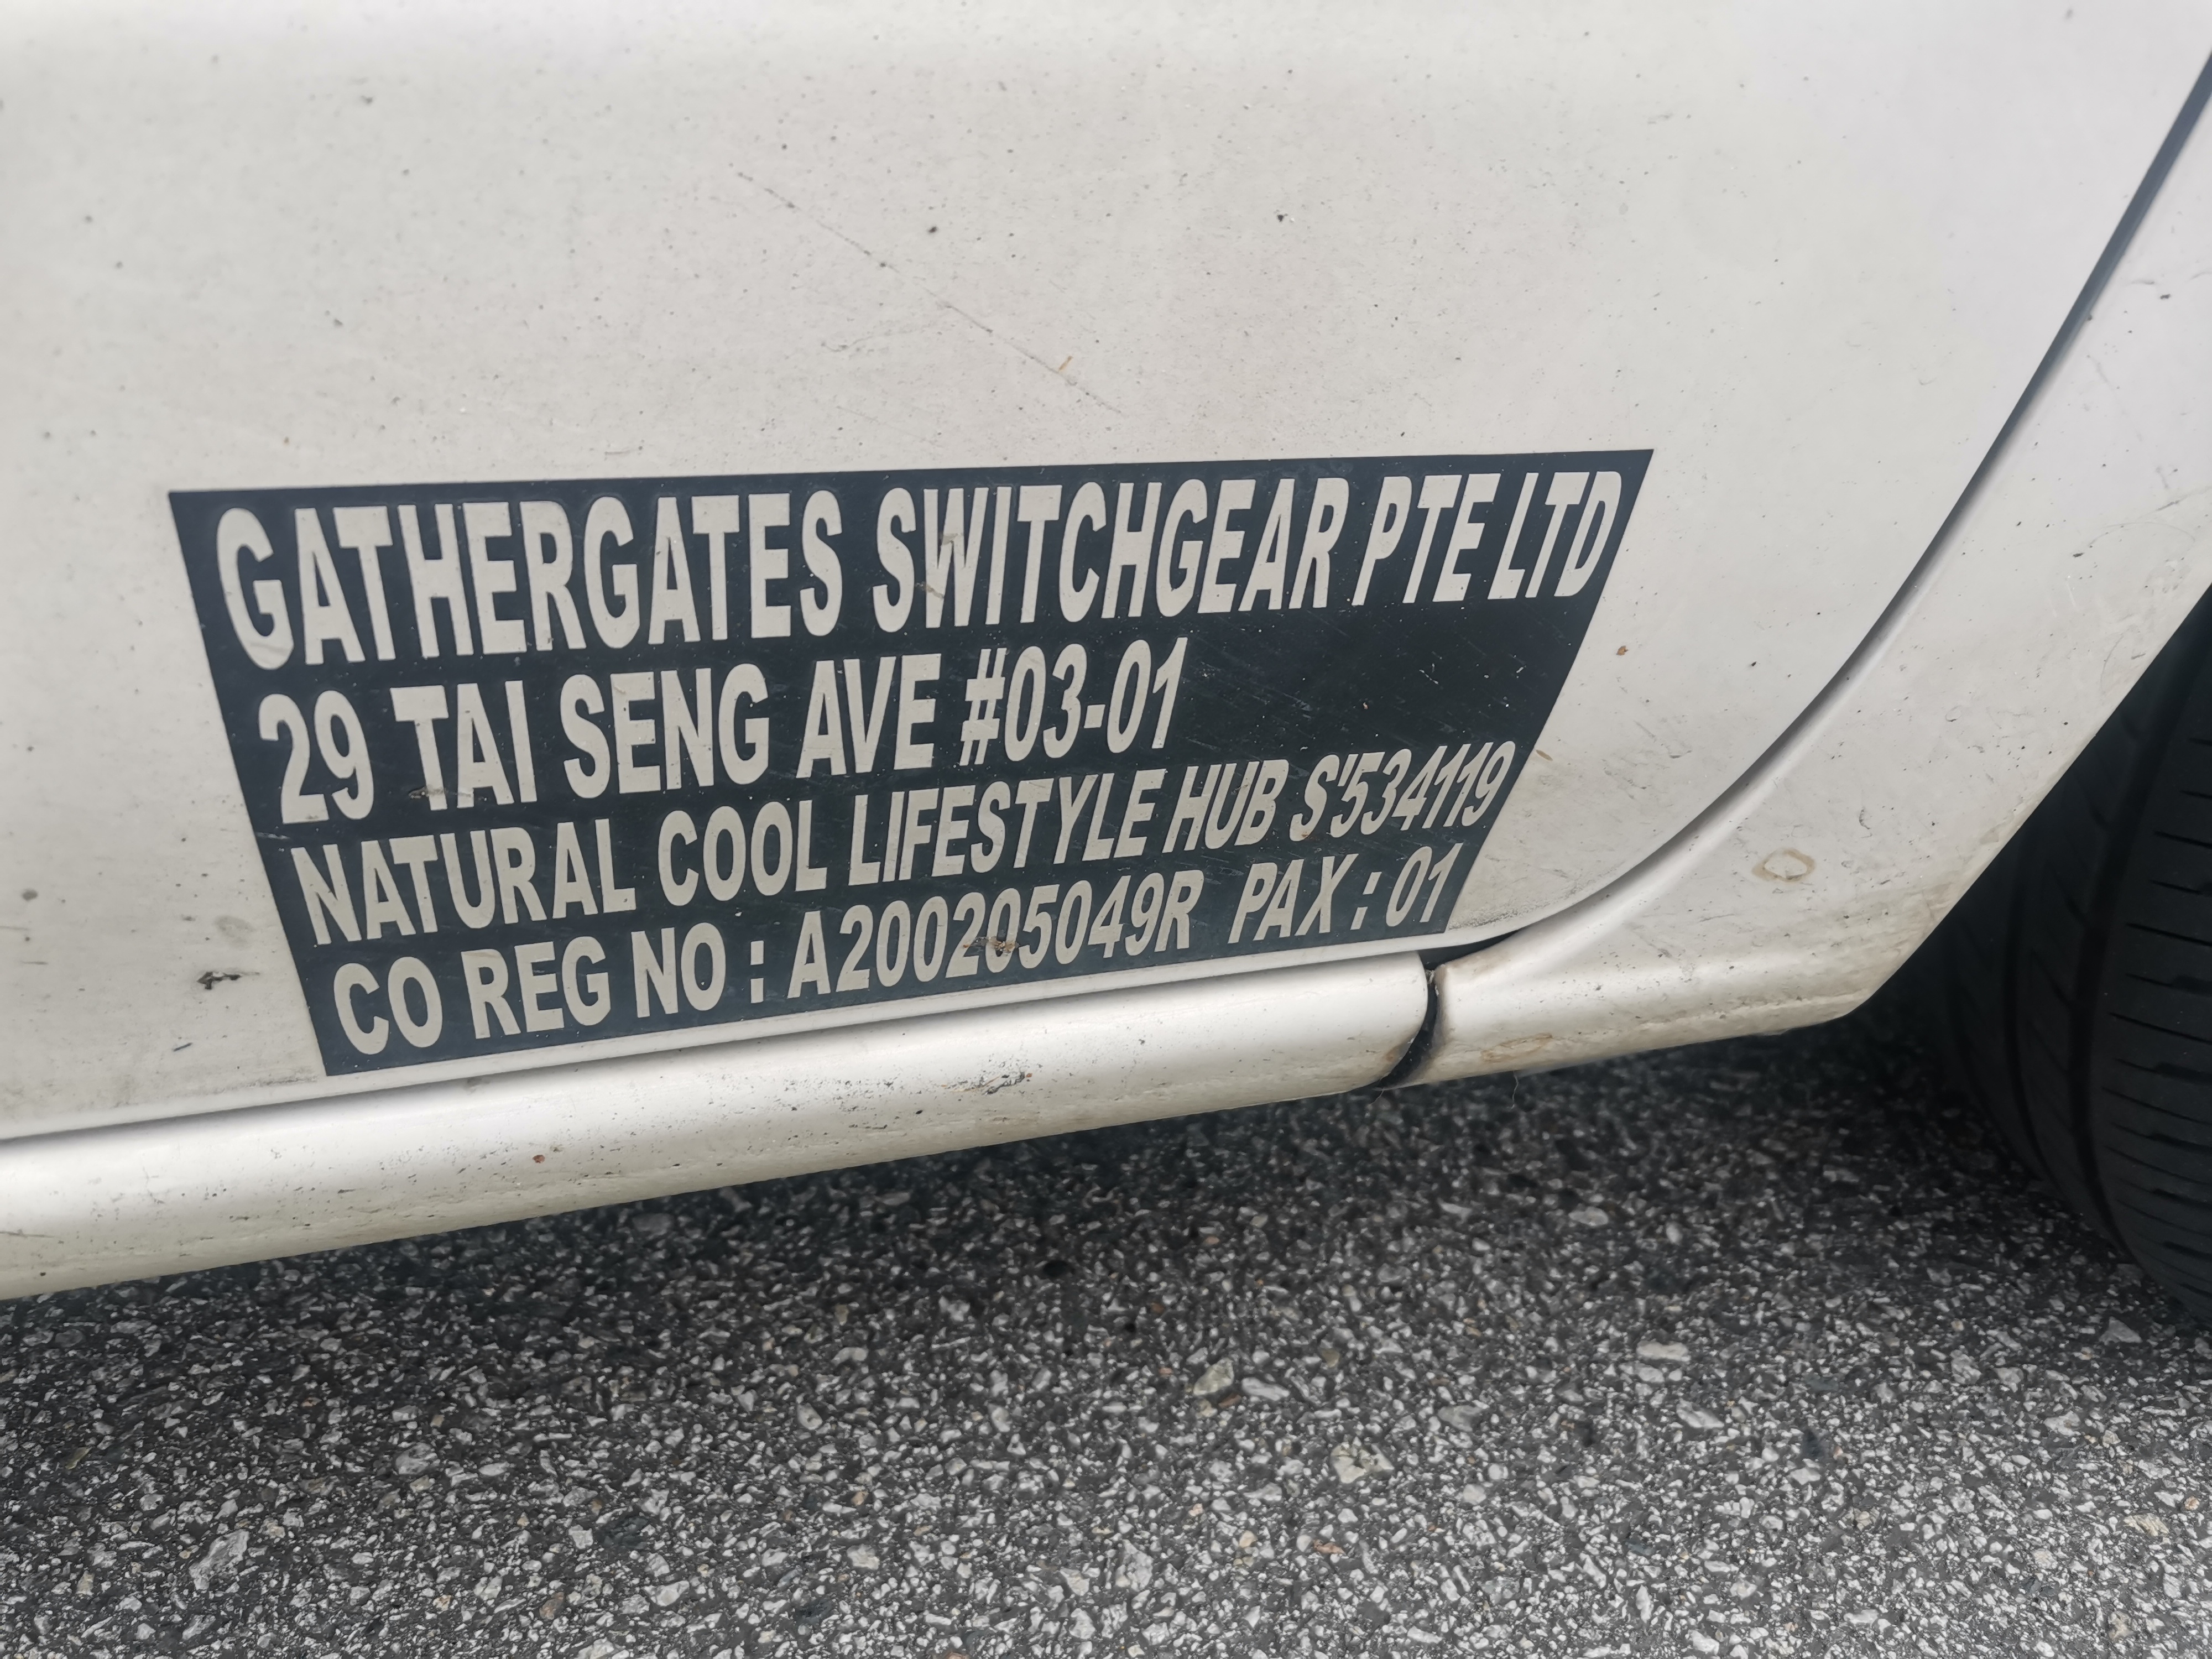 GATHERGATES SWITCHGEAR PTE LTD
29 TAI SENG AVE #03-01
NATURAL COOL LIFESTYLE HUB S'534119
CO REG NO : A200205049R PAX : 01